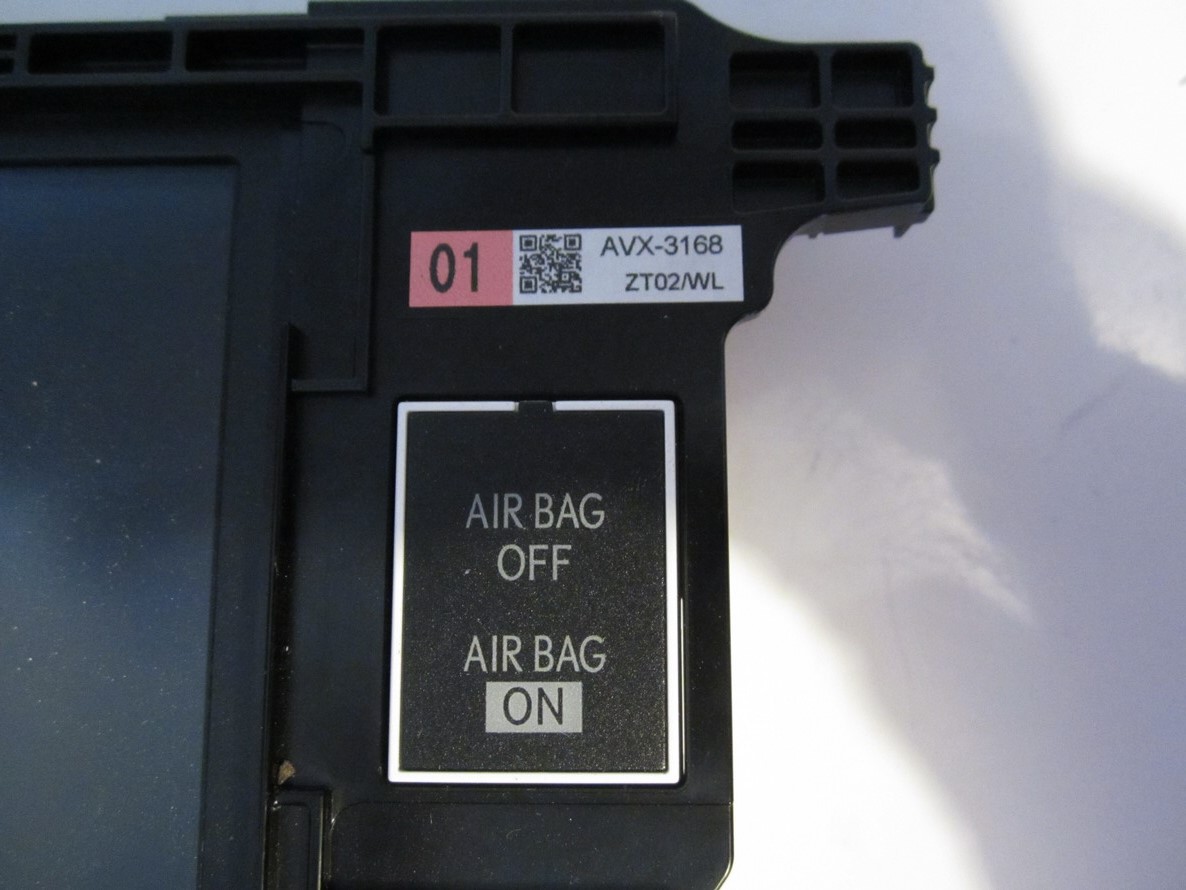 01
AVX-3168
ZT02/WL
AIR BAG
OFF
AIR BAG
ON